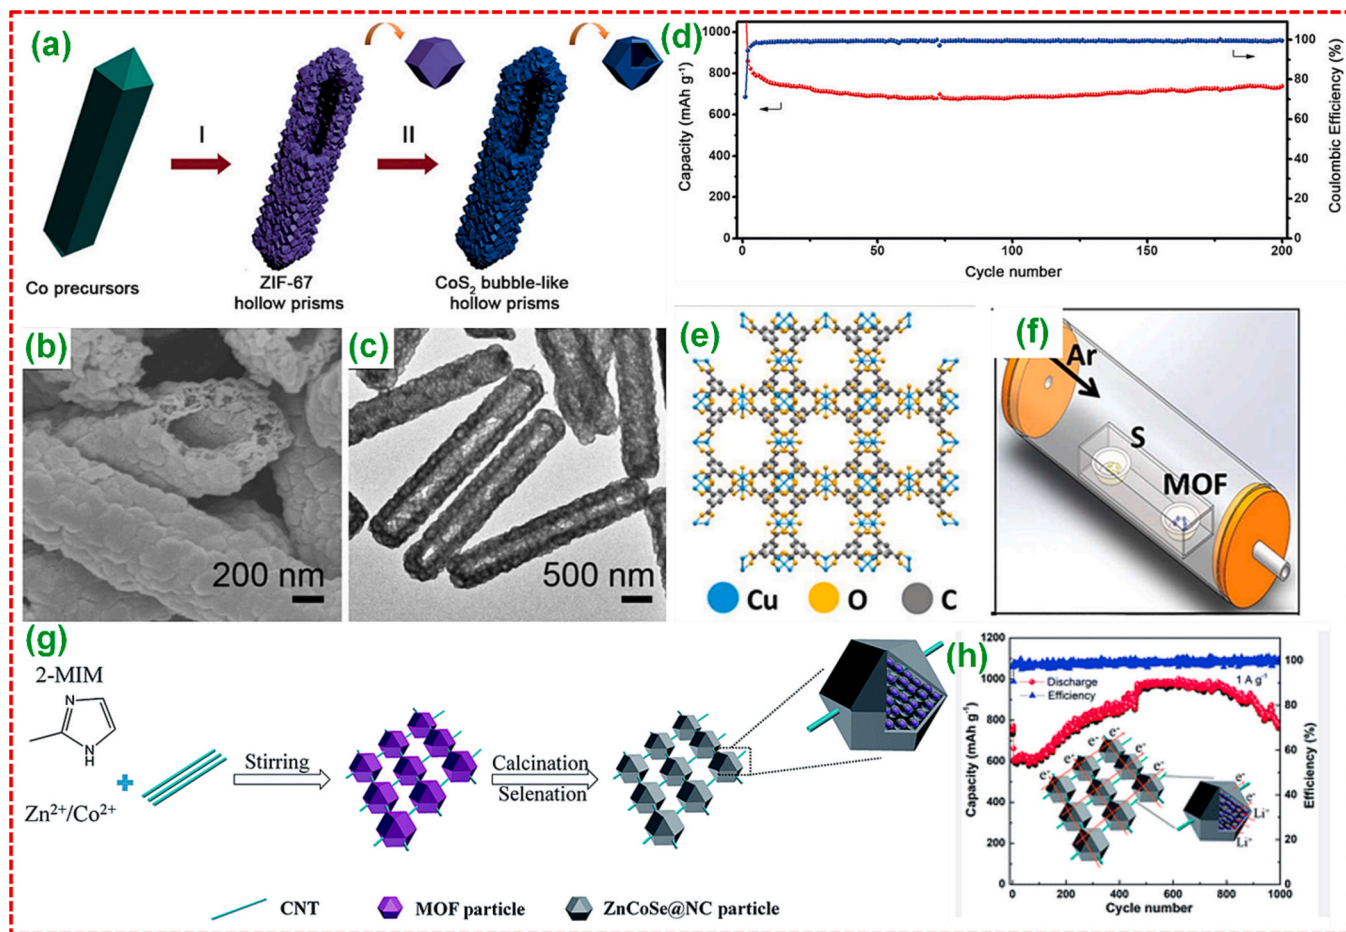 (a)
I
II
Co precursors
ZIF-67
hollow prisms
CoS₂ bubble-like
hollow prisms
(d)
Capacity (mAh g⁻¹)
1000
800
600
400
200
0
Coulombic Efficiency (%)
100
80
60
40
20
0
0
50
100
150
200
Cycle number
(b)
200 nm
(c)
500 nm
(e)
Cu
O
C
(f)
Ar
S
MOF
(g)
2-MIM
N
N
H
+
Zn²⁺/Co²⁺
Stirring
Calcination
Selenation
CNT
MOF particle
ZnCoSe@NC particle
(h)
Capacity (mAh g⁻¹)
1200
1000
800
600
400
200
0
Discharge
Efficiency
1 A g⁻¹
e⁻
e⁻
e⁻
e⁻
e⁻
e⁻
e⁻
e⁻
e⁻
Li⁺
Li⁺
Efficiency (%)
100
80
60
40
20
0
0
200
400
600
800
1000
Cycle number